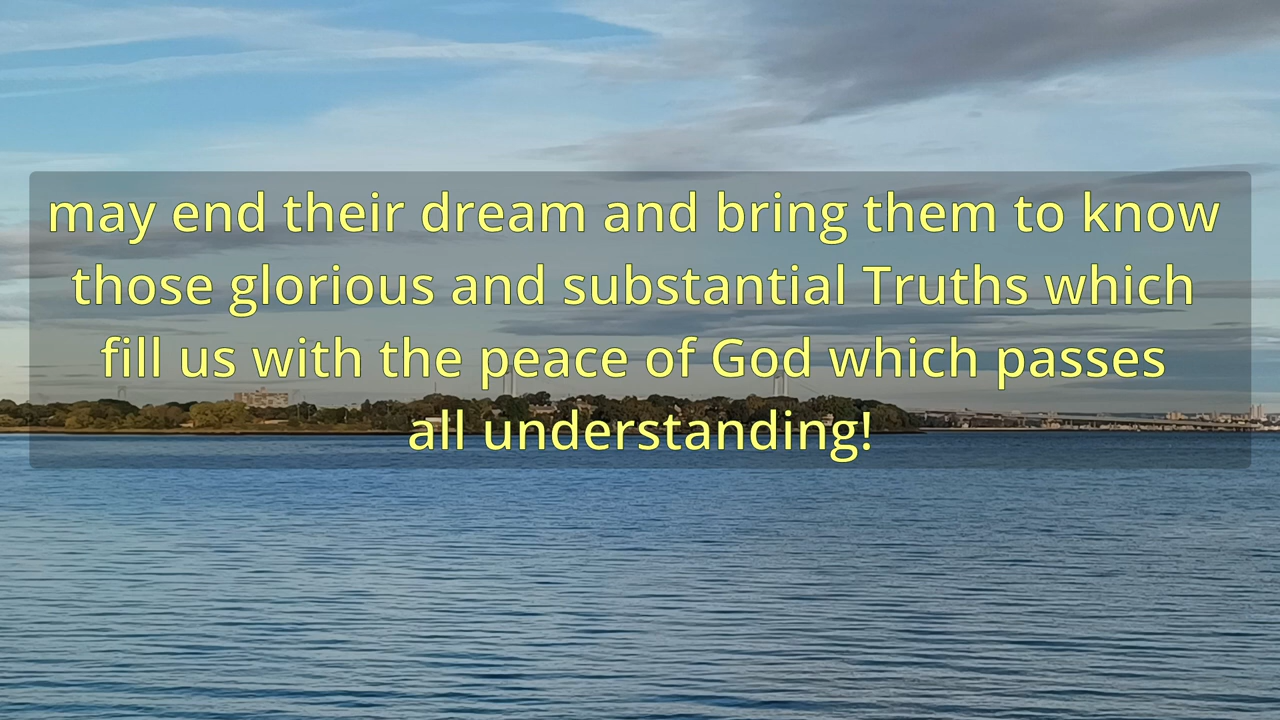 may end their dream and bring them to know
those glorious and substantial Truths which
fill us with the peace of God which passes
all understanding!